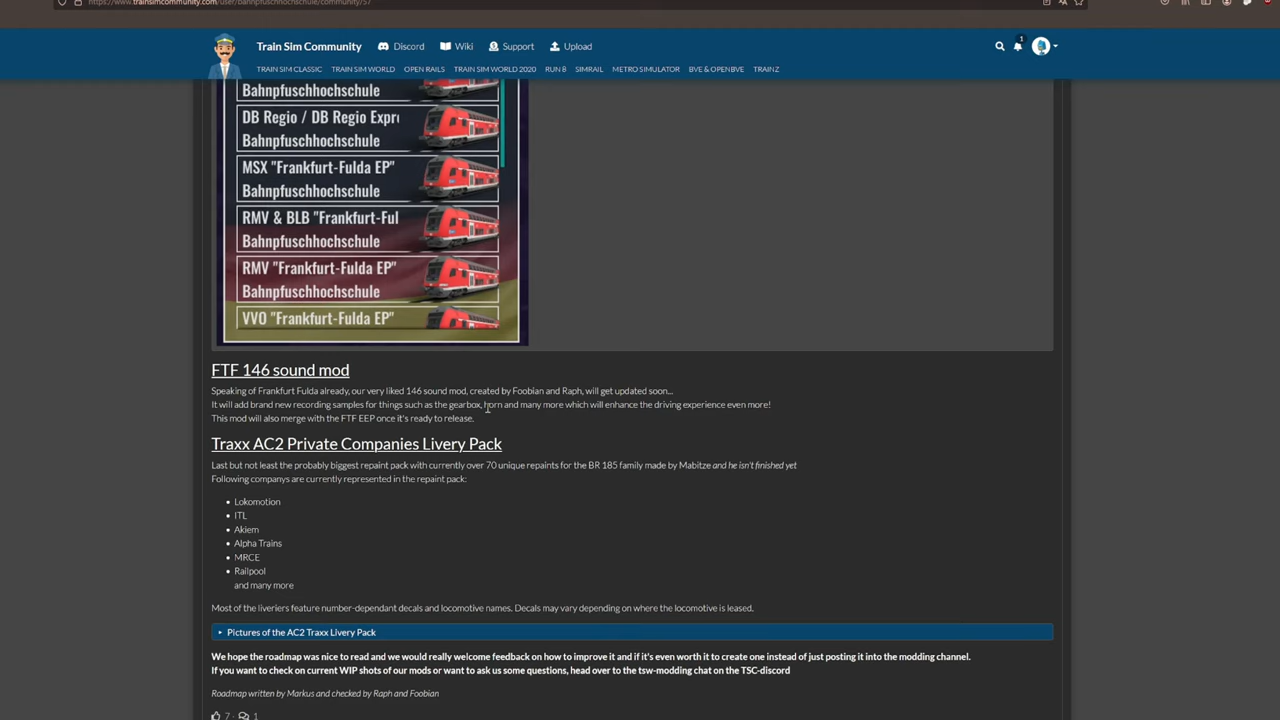 https://www.trainsimcommunity.com/user/bahnpfuschhochschule/community/57
Train Sim Community
Discord
Wiki
Support
Upload
1
TRAIN SIM CLASSIC
TRAIN SIM WORLD
OPEN RAILS
TRAIN SIM WORLD 2020
RUN 8
SIMRAIL
METRO SIMULATOR
BVE & OPENBVE
TRAINZ
Bahnpfuschhochschule
DB Regio / DB Regio Expre
Bahnpfuschhochschule
MSX "Frankfurt-Fulda EP"
Bahnpfuschhochschule
RMV & BLB "Frankfurt-Ful
Bahnpfuschhochschule
RMV "Frankfurt-Fulda EP"
Bahnpfuschhochschule
VVO "Frankfurt-Fulda EP"
FTF 146 sound mod
Speaking of Frankfurt Fulda already, our very liked 146 sound mod, created by Foobian and Raph, will get updated soon...
It will add brand new recording samples for things such as the gearbox, horn and many more which will enhance the driving experience even more!
This mod will also merge with the FTF EEP once it's ready to release.
Traxx AC2 Private Companies Livery Pack
Last but not least the probably biggest repaint pack with currently over 70 unique repaints for the BR 185 family made by Mabitze and he isn't finished yet
Following companys are currently represented in the repaint pack:
• Lokomotion
• ITL
• Akiem
• Alpha Trains
• MRCE
• Railpool
and many more
Most of the liveriers feature number-dependant decals and locomotive names. Decals may vary depending on where the locomotive is leased.
Pictures of the AC2 Traxx Livery Pack
We hope the roadmap was nice to read and we would really welcome feedback on how to improve it and if it's even worth it to create one instead of just posting it into the modding channel.
If you want to check on current WIP shots of our mods or want to ask us some questions, head over to the tsw-modding chat on the TSC-discord
Roadmap written by Markus and checked by Raph and Foobian
7 · 1